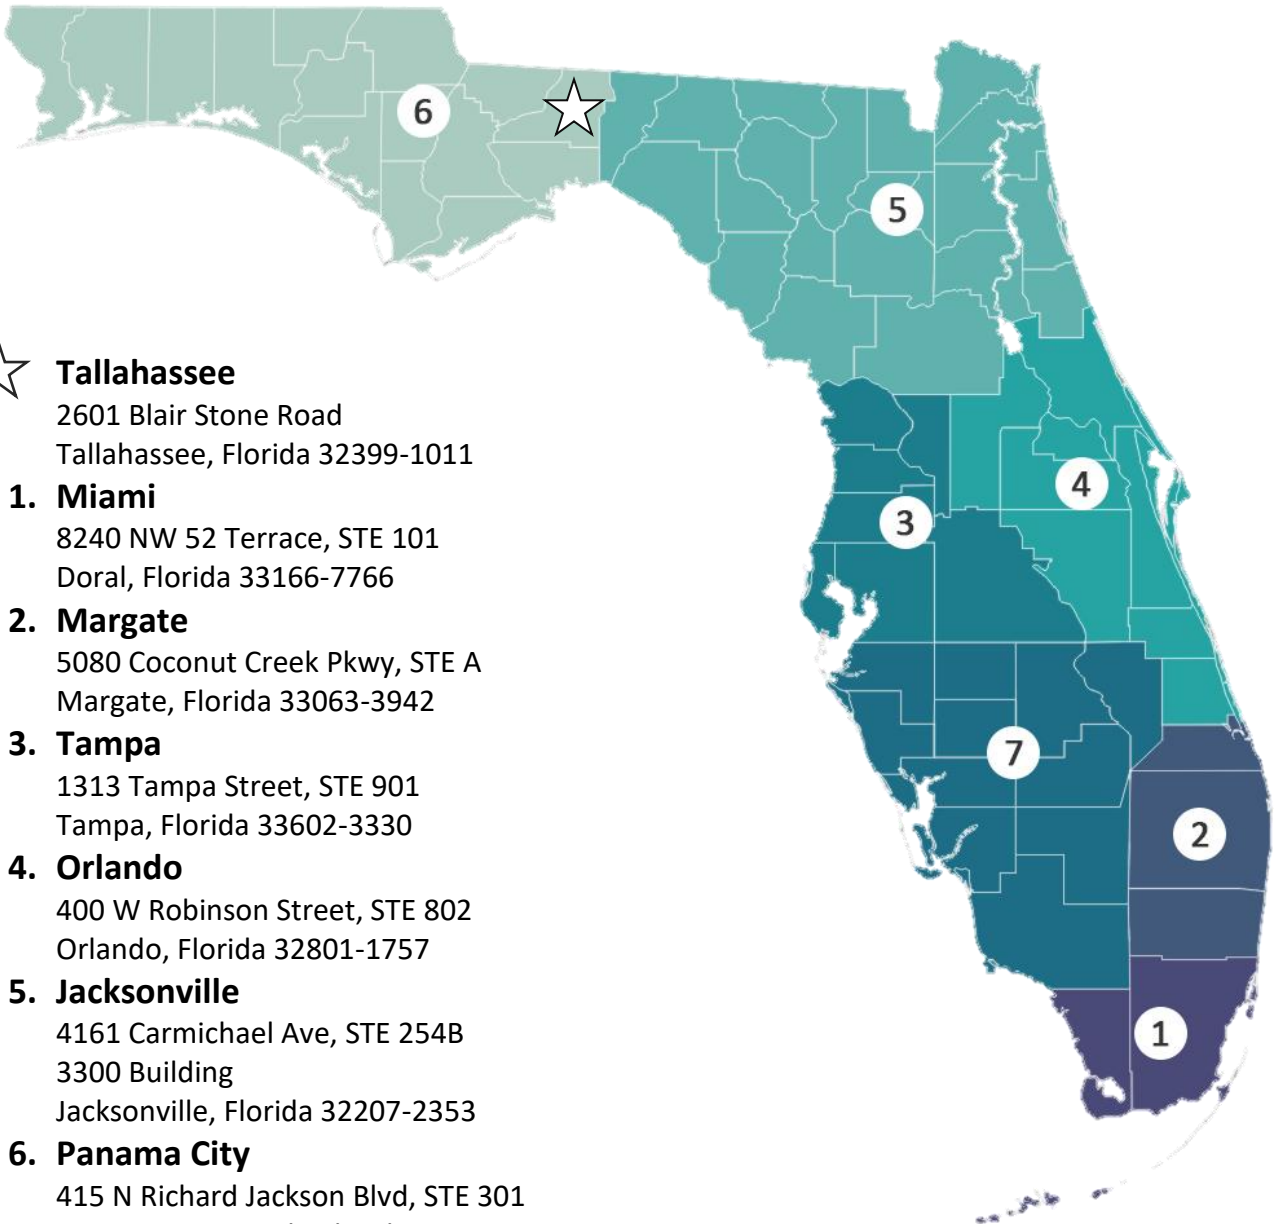 6
5
4
3
7
2
1
Tallahassee
2601 Blair Stone Road
Tallahassee, Florida 32399-1011
1. Miami
8240 NW 52 Terrace, STE 101
Doral, Florida 33166-7766
2. Margate
5080 Coconut Creek Pkwy, STE A
Margate, Florida 33063-3942
3. Tampa
1313 Tampa Street, STE 901
Tampa, Florida 33602-3330
4. Orlando
400 W Robinson Street, STE 802
Orlando, Florida 32801-1757
5. Jacksonville
4161 Carmichael Ave, STE 254B
3300 Building
Jacksonville, Florida 32207-2353
6. Panama City
415 N Richard Jackson Blvd, STE 301